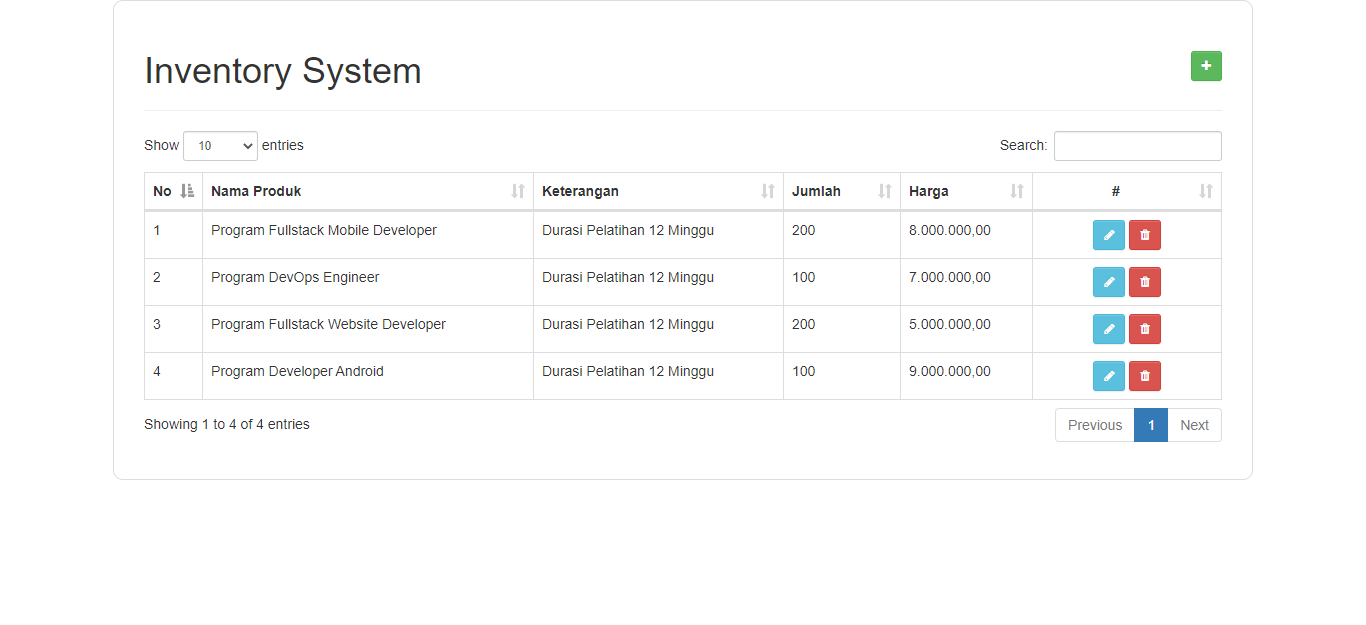 Inventory System
+
Show 10 entries Search:
No Nama Produk Keterangan Jumlah Harga #
1 Program Fullstack Mobile Developer Durasi Pelatihan 12 Minggu 200 8.000.000,00
2 Program DevOps Engineer Durasi Pelatihan 12 Minggu 100 7.000.000,00
3 Program Fullstack Website Developer Durasi Pelatihan 12 Minggu 200 5.000.000,00
4 Program Developer Android Durasi Pelatihan 12 Minggu 100 9.000.000,00
Showing 1 to 4 of 4 entries Previous 1 Next